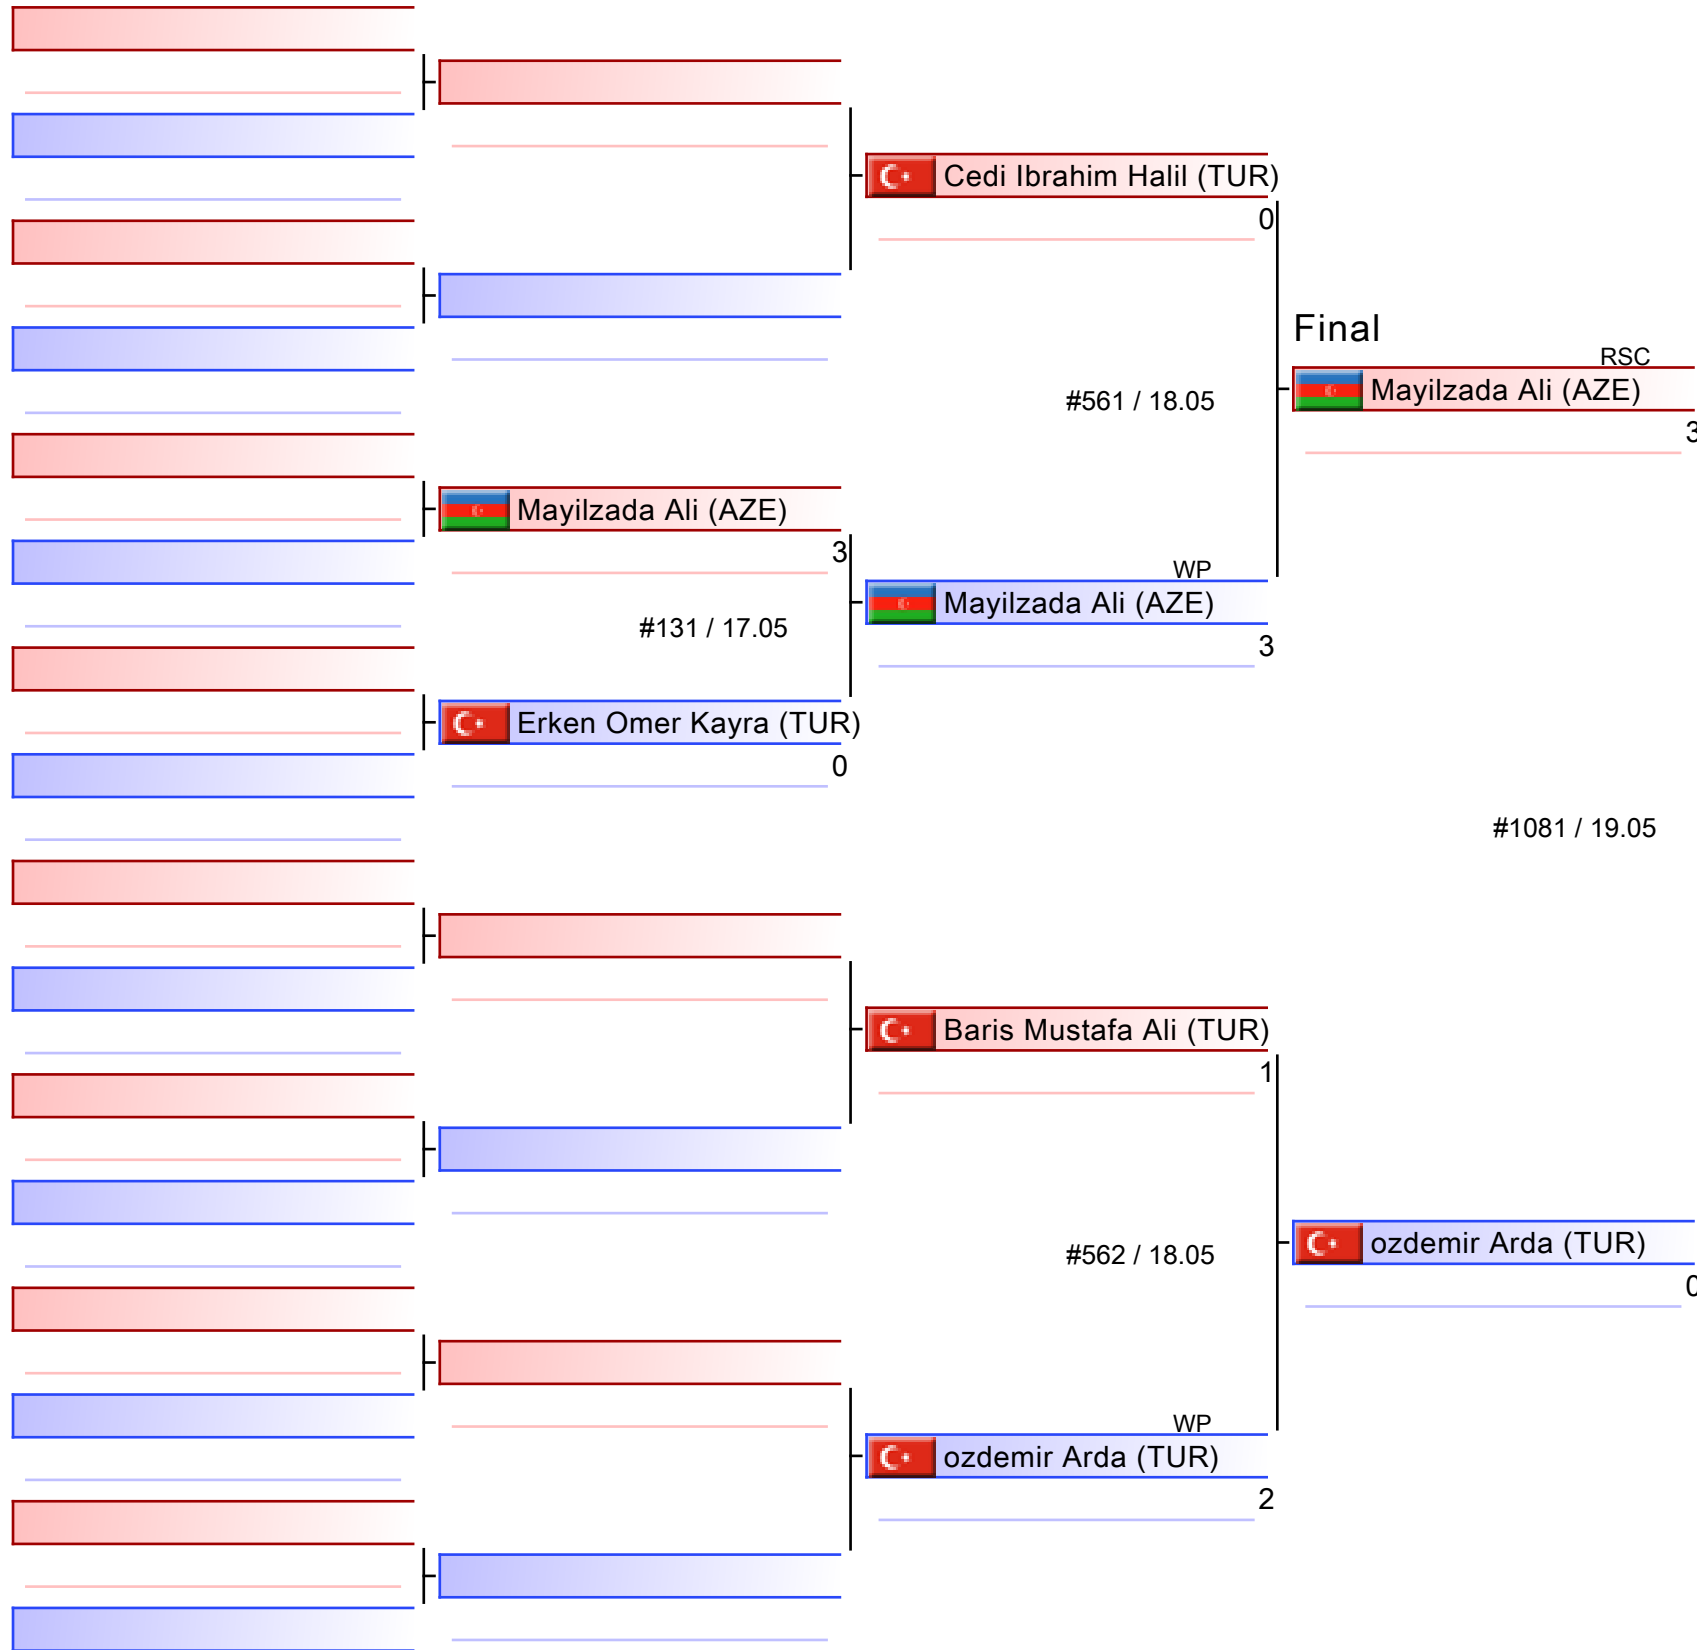 Cedi Ibrahim Halil (TUR)
0
Final
RSC
#561 / 18.05
Mayilzada Ali (AZE)
3
Mayilzada Ali (AZE)
3
WP
Mayilzada Ali (AZE)
#131 / 17.05
3
Erken Omer Kayra (TUR)
0
#1081 / 19.05
Baris Mustafa Ali (TUR)
1
#562 / 18.05
ozdemir Arda (TUR)
0
WP
ozdemir Arda (TUR)
2